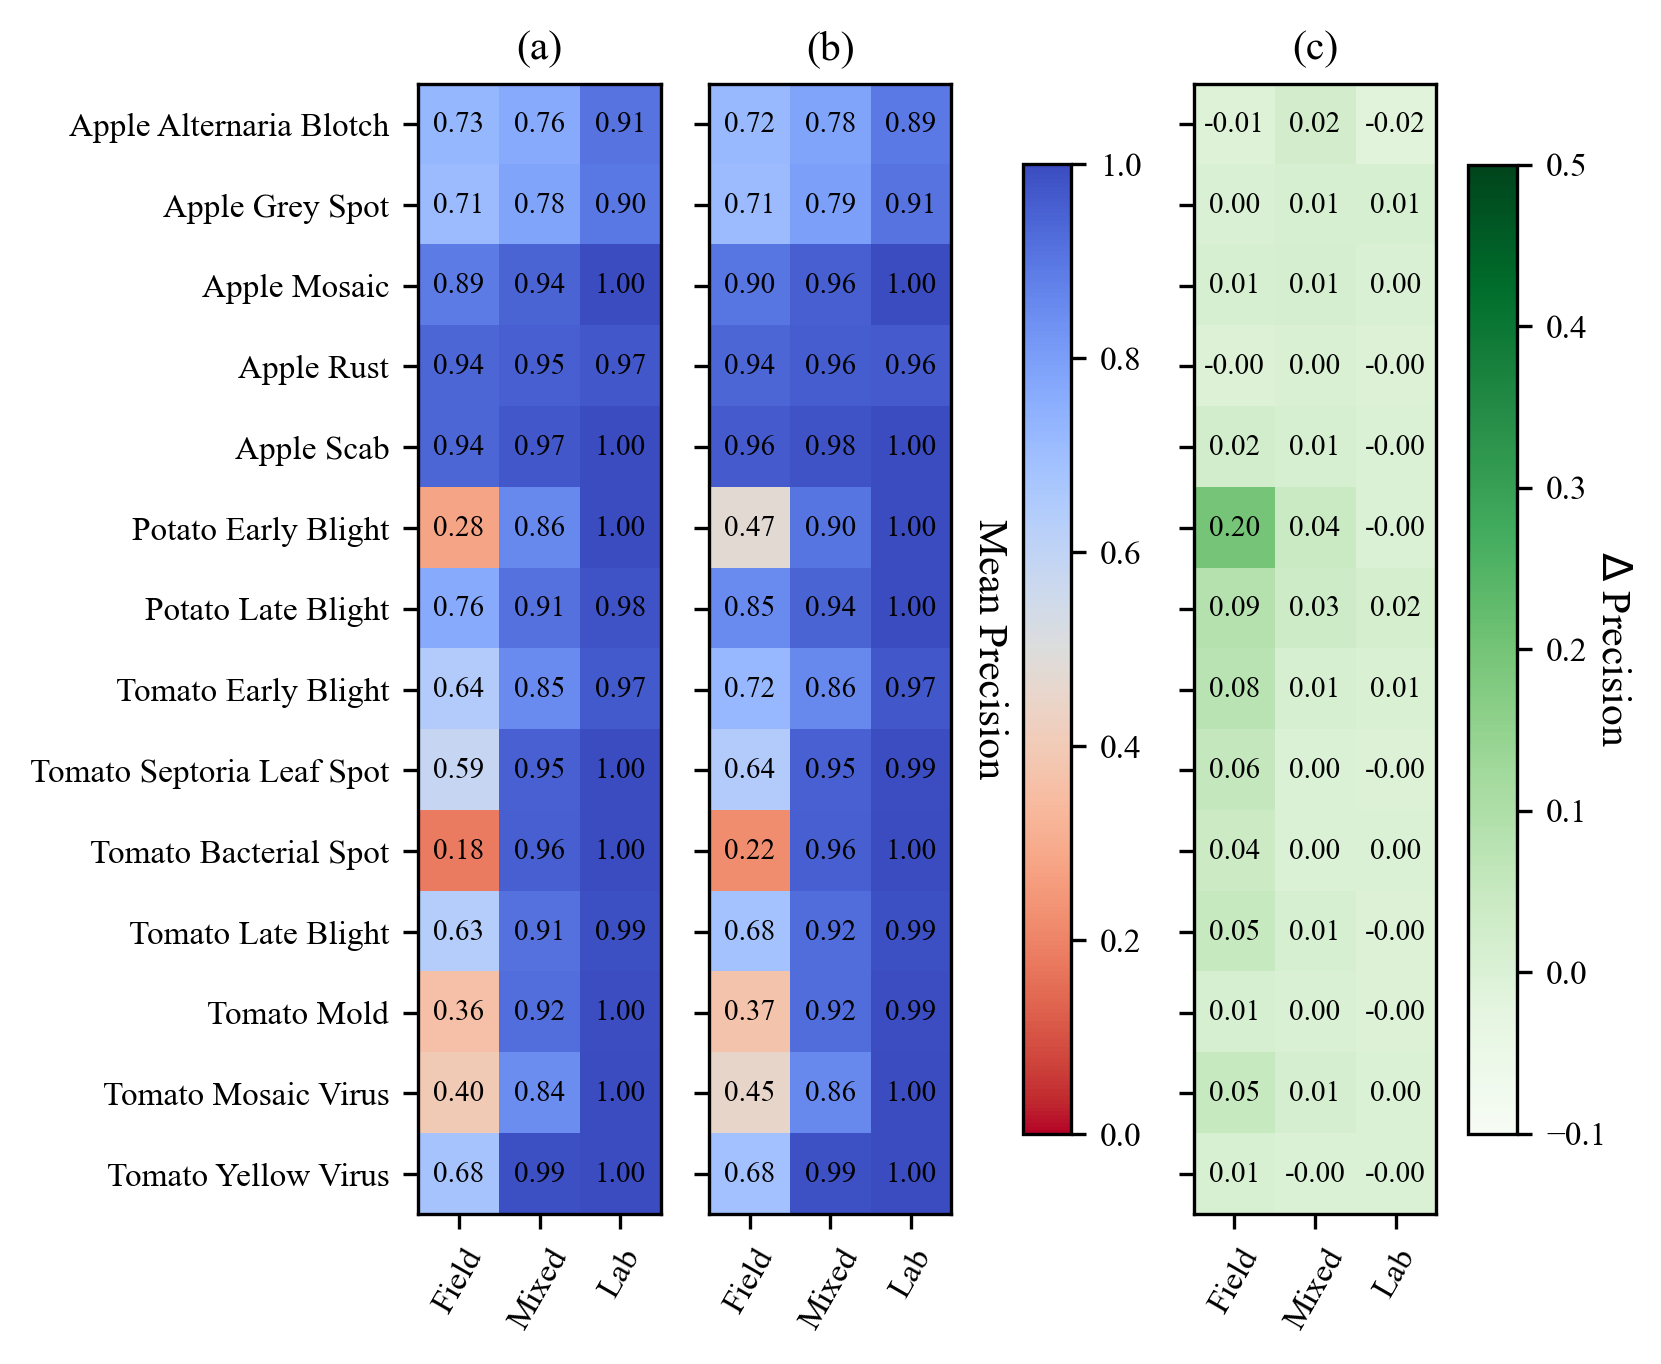 (a) (b) (c)
Apple Alternaria Blotch 0.73 0.76 0.91 0.72 0.78 0.89 -0.01 0.02 -0.02
Apple Grey Spot 0.71 0.78 0.90 0.71 0.79 0.91 0.00 0.01 0.01
Apple Mosaic 0.89 0.94 1.00 0.90 0.96 1.00 0.01 0.01 0.00
Apple Rust 0.94 0.95 0.97 0.94 0.96 0.96 -0.00 0.00 -0.00
Apple Scab 0.94 0.97 1.00 0.96 0.98 1.00 0.02 0.01 -0.00
Potato Early Blight 0.28 0.86 1.00 0.47 0.90 1.00 0.20 0.04 -0.00
Potato Late Blight 0.76 0.91 0.98 0.85 0.94 1.00 0.09 0.03 0.02
Tomato Early Blight 0.64 0.85 0.97 0.72 0.86 0.97 0.08 0.01 0.01
Tomato Septoria Leaf Spot 0.59 0.95 1.00 0.64 0.95 0.99 0.06 0.00 -0.00
Tomato Bacterial Spot 0.18 0.96 1.00 0.22 0.96 1.00 0.04 0.00 0.00
Tomato Late Blight 0.63 0.91 0.99 0.68 0.92 0.99 0.05 0.01 -0.00
Tomato Mold 0.36 0.92 1.00 0.37 0.92 0.99 0.01 0.00 -0.00
Tomato Mosaic Virus 0.40 0.84 1.00 0.45 0.86 1.00 0.05 0.01 0.00
Tomato Yellow Virus 0.68 0.99 1.00 0.68 0.99 1.00 0.01 -0.00 -0.00
Field Mixed Lab Field Mixed Lab Field Mixed Lab
1.0
0.8
0.6
0.4
0.2
0.0
Mean Precision
0.5
0.4
0.3
0.2
0.1
0.0
−0.1
Δ Precision